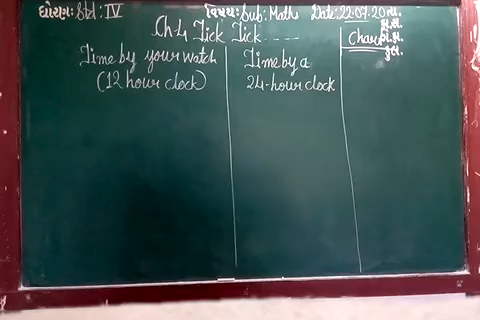 ધોરણ: Std: IV વિષય: Sub: Maths Date: 22.07.20
Ch-4 Tick Tick.....
Time by your watch
(12 hour clock)
Time by a
24-hour clock